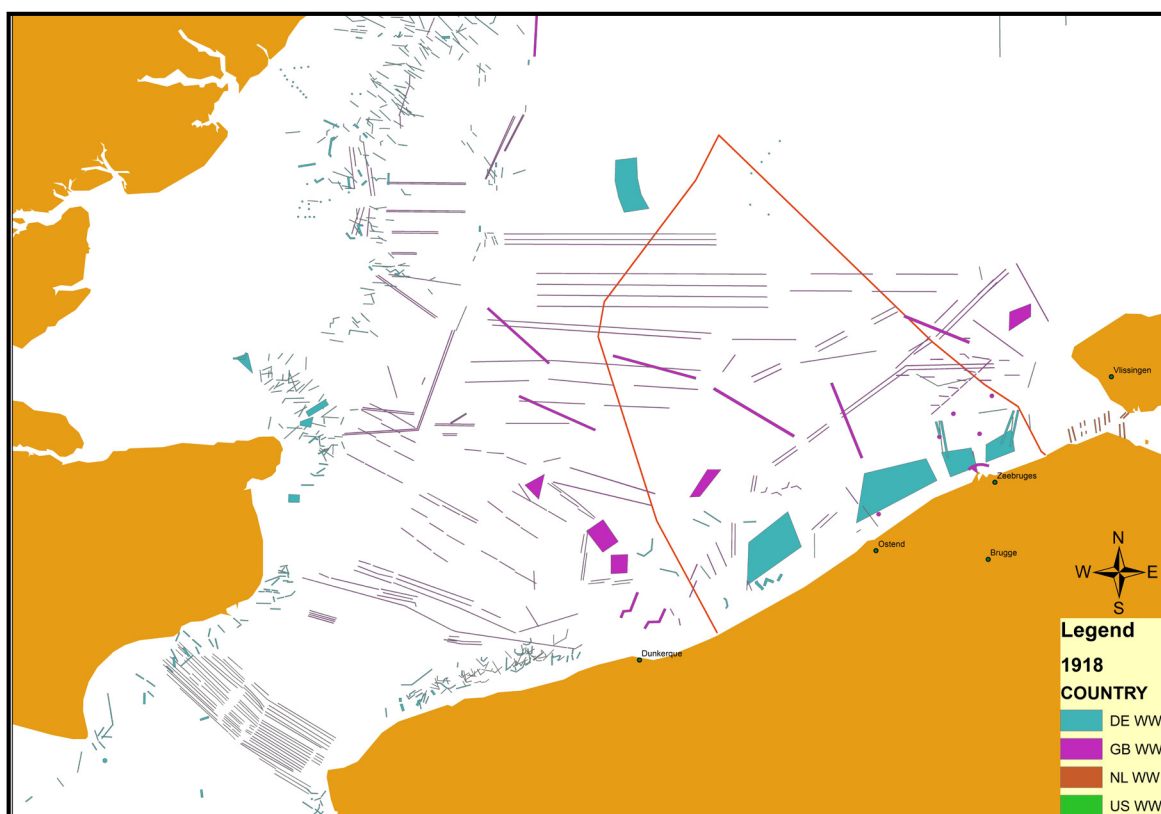 Vlissingen
Zeebruges
Ostend
Brugge
Dunkerque
N
W E
S
Legend
1918
COUNTRY
DE WW
GB WW
NL WW
US WW